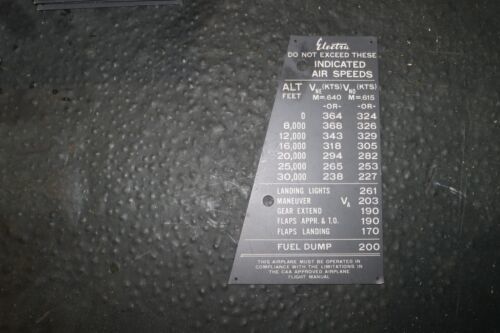 Electra
DO NOT EXCEED THESE
INDICATED
AIR SPEEDS
ALT VNE(KTS) VNO(KTS)
FEET M=.640 M=.615
-OR- -OR-
0 364 324
8,000 368 326
12,000 343 329
16,000 318 305
20,000 294 282
25,000 265 253
30,000 238 227
LANDING LIGHTS 261
MANEUVER VA 203
GEAR EXTEND 190
FLAPS APPR. & T.O. 190
FLAPS LANDING 170
FUEL DUMP 200
THIS AIRPLANE MUST BE OPERATED IN
COMPLIANCE WITH THE LIMITATIONS IN
THE CAA APPROVED AIRPLANE
FLIGHT MANUAL